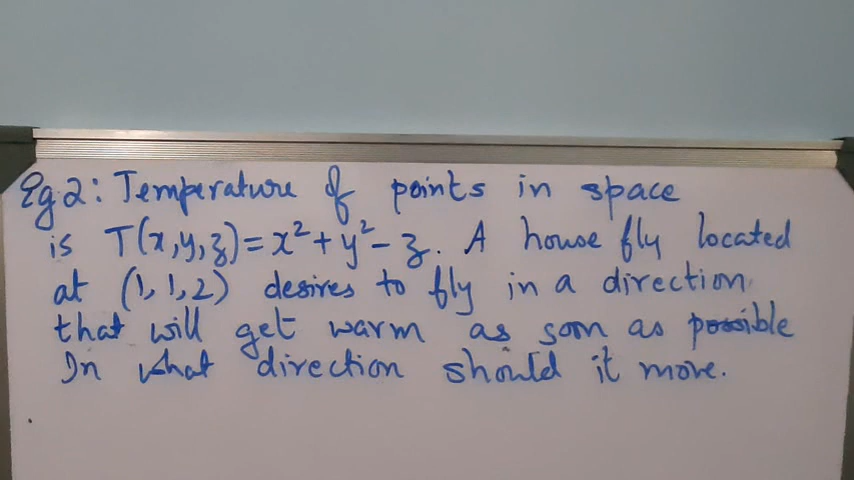 Eg.2: Temperature of points in space
is T(x,y,z)=x²+y²-z. A house fly located
at (1,1,2) desires to fly in a direction
that will get warm as soon as possible
In what direction should it move.